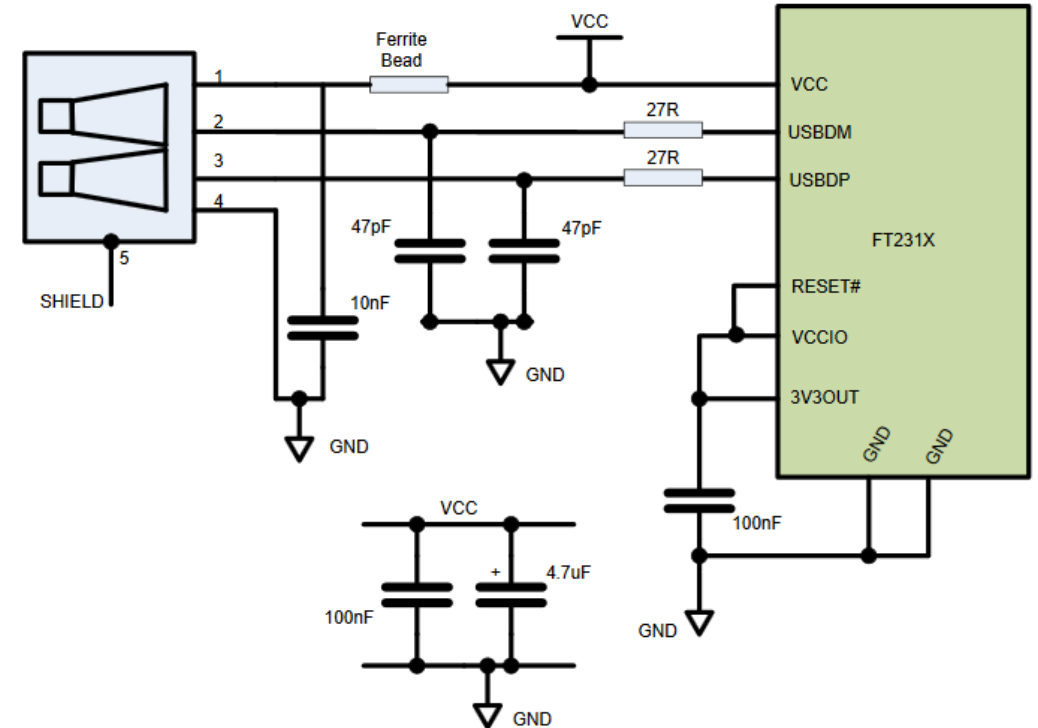 VCC
Ferrite
Bead
1
VCC
27R
2
USBDM
27R
3
USBDP
4
47pF
47pF
FT231X
5
SHIELD
10nF
RESET#
VCCIO
GND
3V3OUT
GND
GND
GND
VCC
100nF
+
4.7uF
100nF
GND
GND